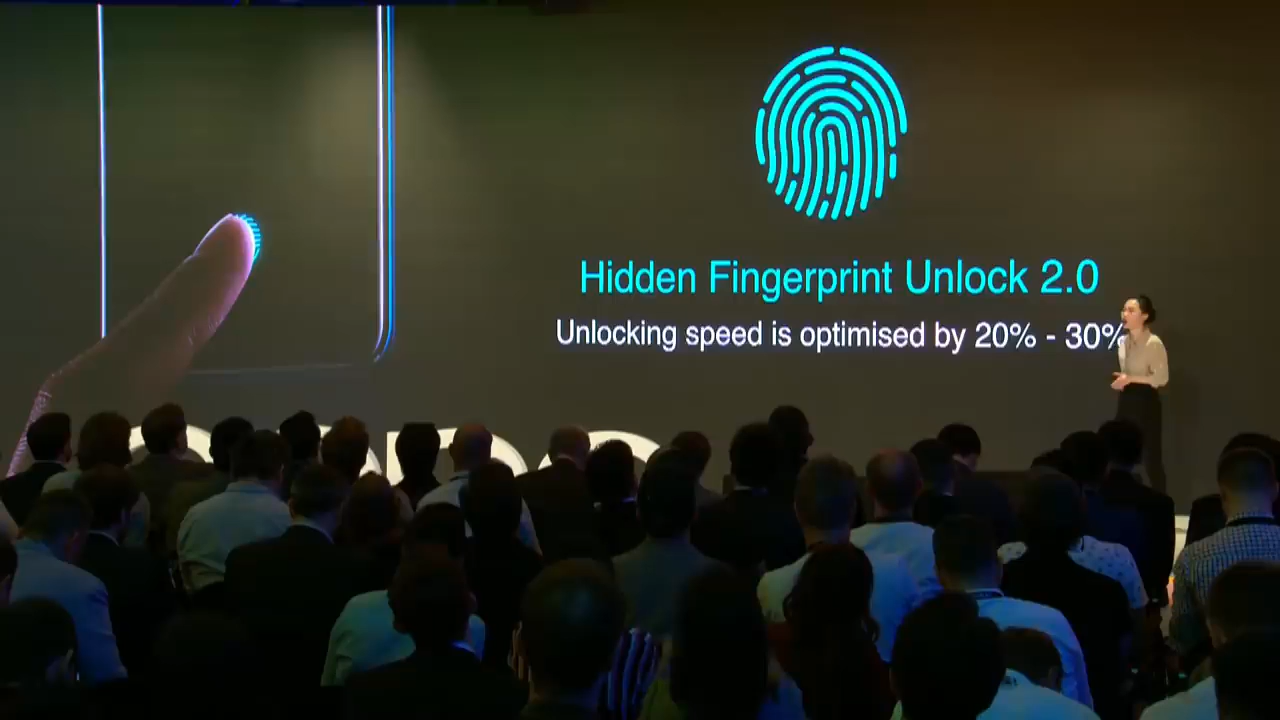 Hidden Fingerprint Unlock 2.0
Unlocking speed is optimised by 20% - 30%